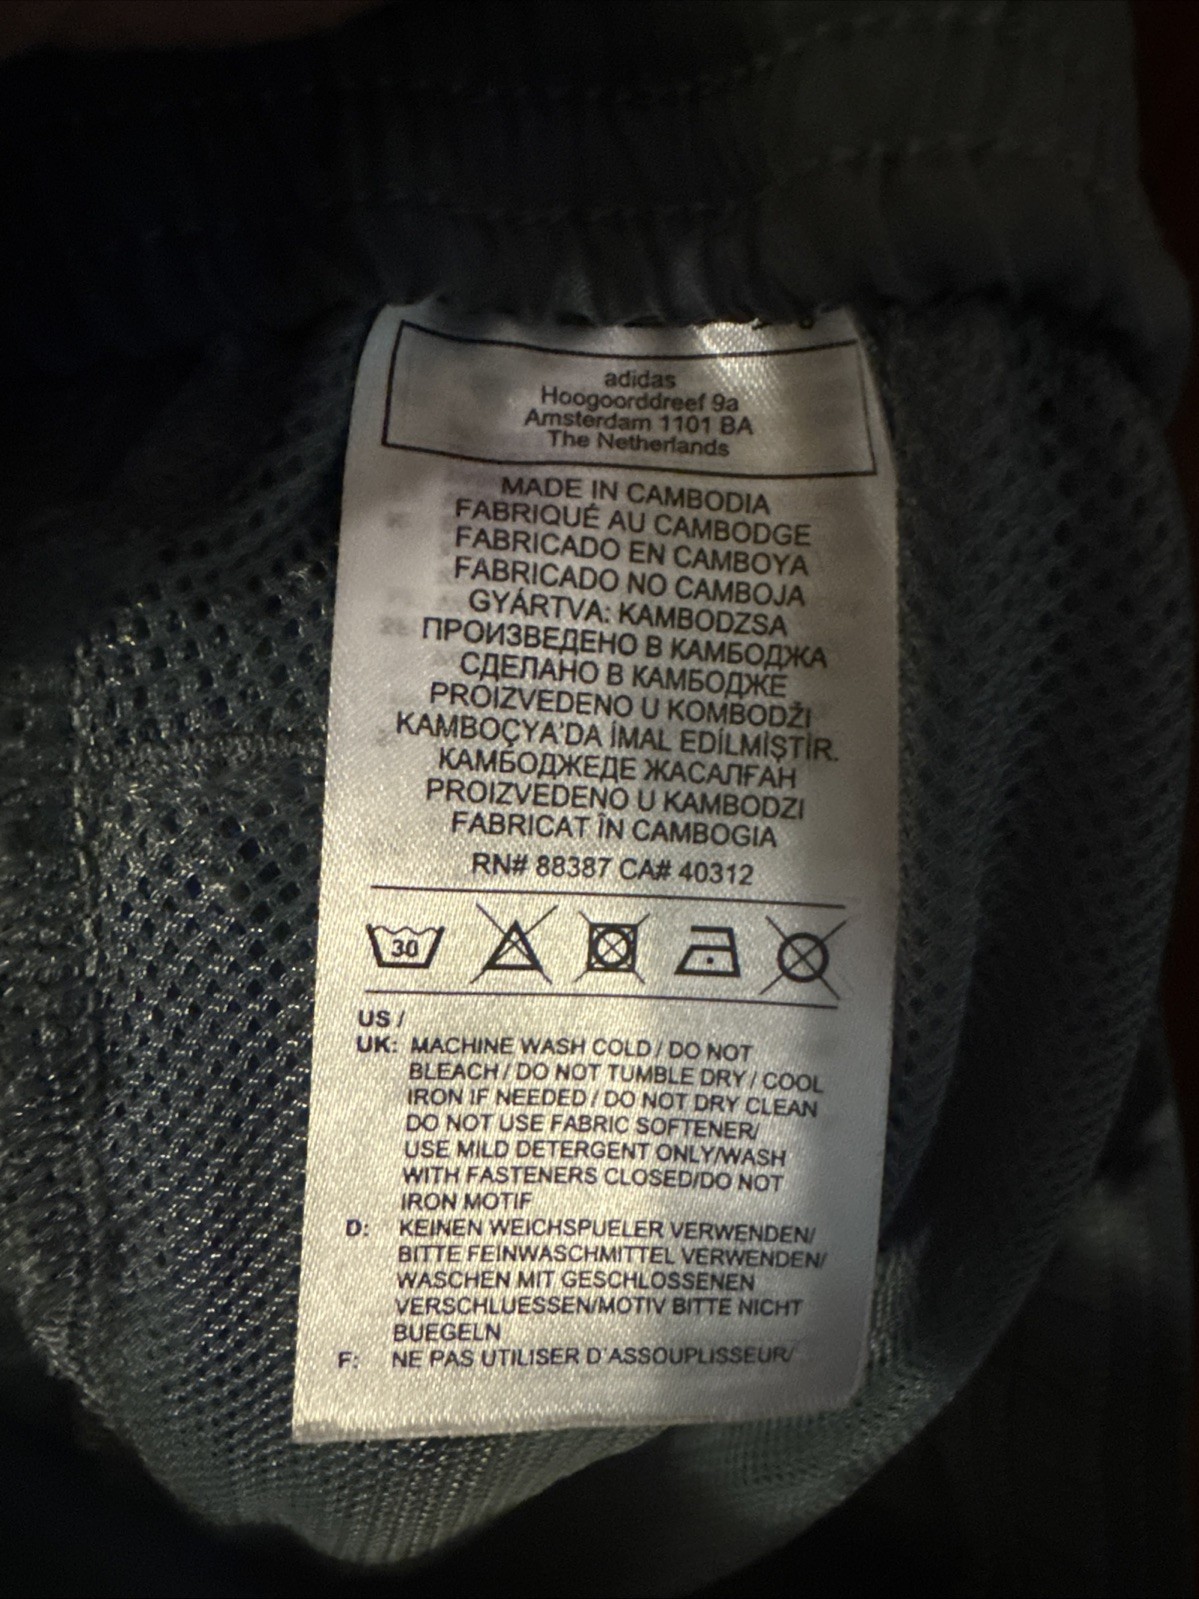 adidas
Hoogoorddreef 9a
Amsterdam 1101 BA
The Netherlands
MADE IN CAMBODIA
FABRIQUÉ AU CAMBODGE
FABRICADO EN CAMBOYA
FABRICADO NO CAMBOJA
GYÁRTVA: KAMBODZSA
ПРОИЗВЕДЕНО В КАМБОДЖА
СДЕЛАНО В КАМБОДЖЕ
PROIZVEDENO U KOMBODŽI
KAMBOÇYA'DA İMAL EDİLMİŞTİR.
КАМБОДЖЕДЕ ЖАСАЛҒАН
PROIZVEDENO U KAMBODZI
FABRICAT ÎN CAMBOGIA
RN# 88387 CA# 40312
30
US /
UK: MACHINE WASH COLD / DO NOT
BLEACH / DO NOT TUMBLE DRY / COOL
IRON IF NEEDED / DO NOT DRY CLEAN
DO NOT USE FABRIC SOFTENER/
USE MILD DETERGENT ONLY/WASH
WITH FASTENERS CLOSED/DO NOT
IRON MOTIF
D: KEINEN WEICHSPUELER VERWENDEN/
BITTE FEINWASCHMITTEL VERWENDEN/
WASCHEN MIT GESCHLOSSENEN
VERSCHLUESSEN/MOTIV BITTE NICHT
BUEGELN
F: NE PAS UTILISER D'ASSOUPLISSEUR/